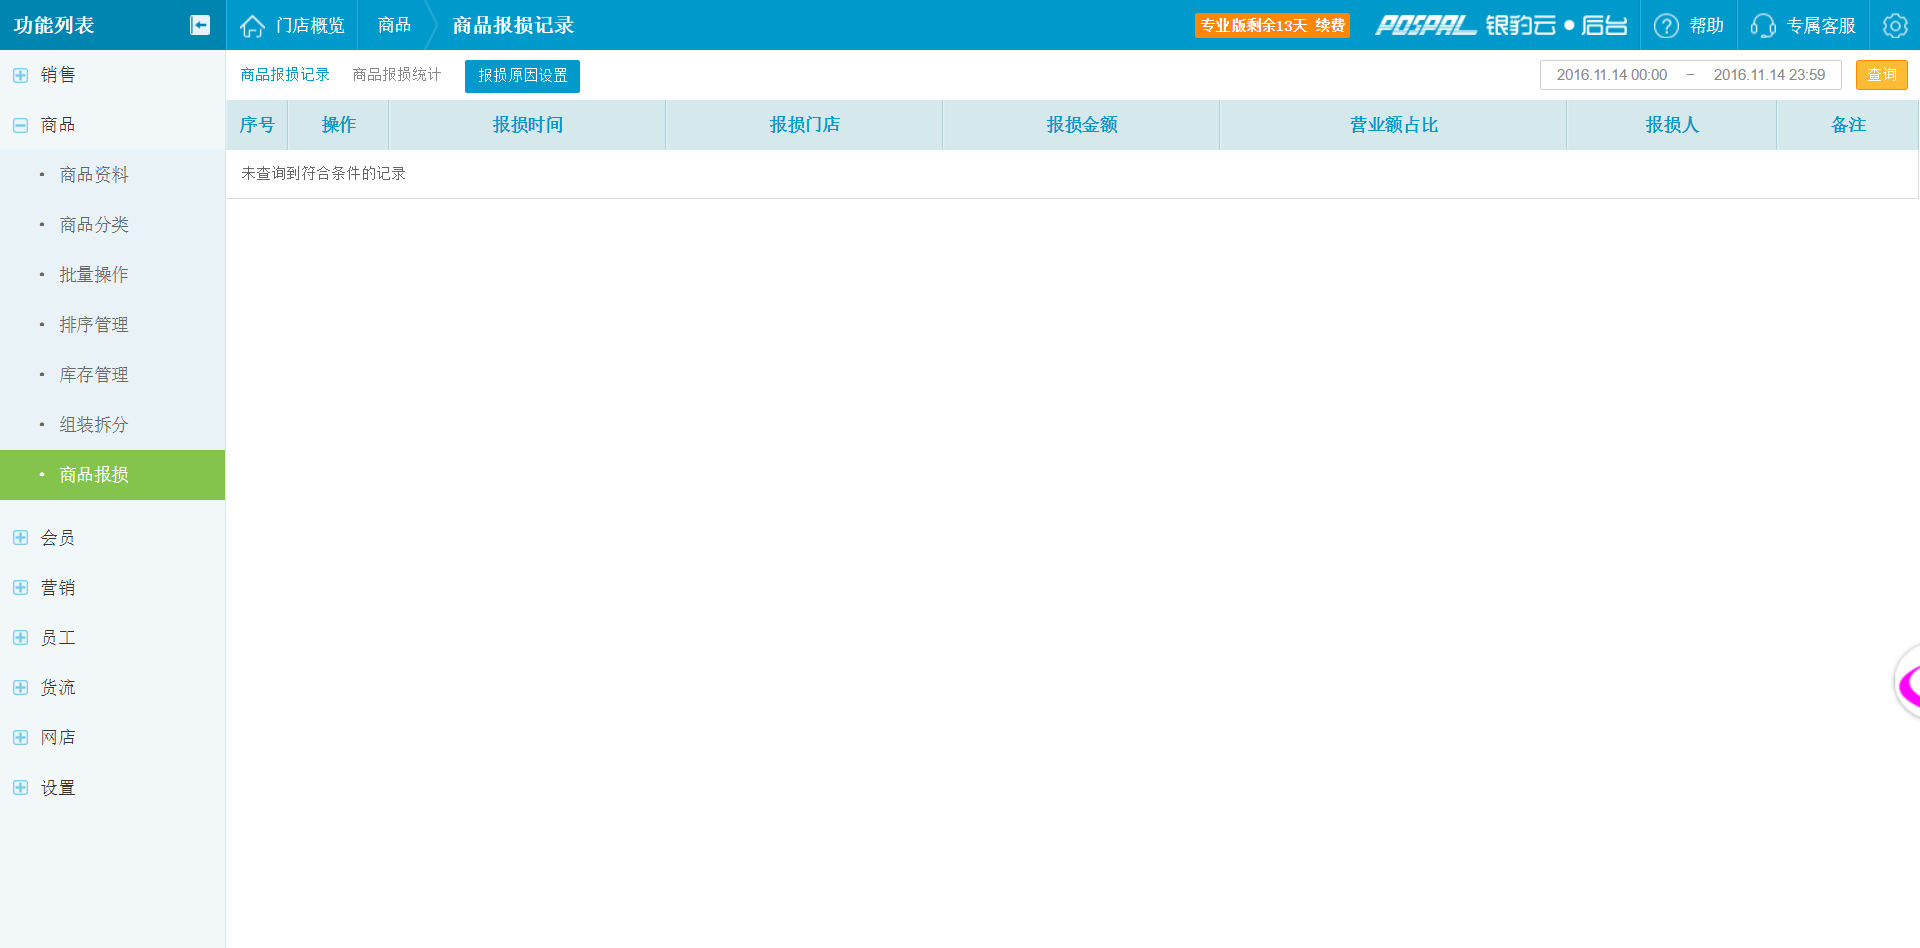 功能列表
门店概览
商品
商品报损记录
专业版剩余13天 续费
POSPAL 银豹云●后台
帮助
专属客服
销售
商品
商品资料
商品分类
批量操作
排序管理
库存管理
组装拆分
商品报损
会员
营销
员工
货流
网店
设置
商品报损记录 商品报损统计 报损原因设置
2016.11.14 00:00 ~ 2016.11.14 23:59 查询
序号 操作 报损时间 报损门店 报损金额 营业额占比 报损人 备注
未查询到符合条件的记录